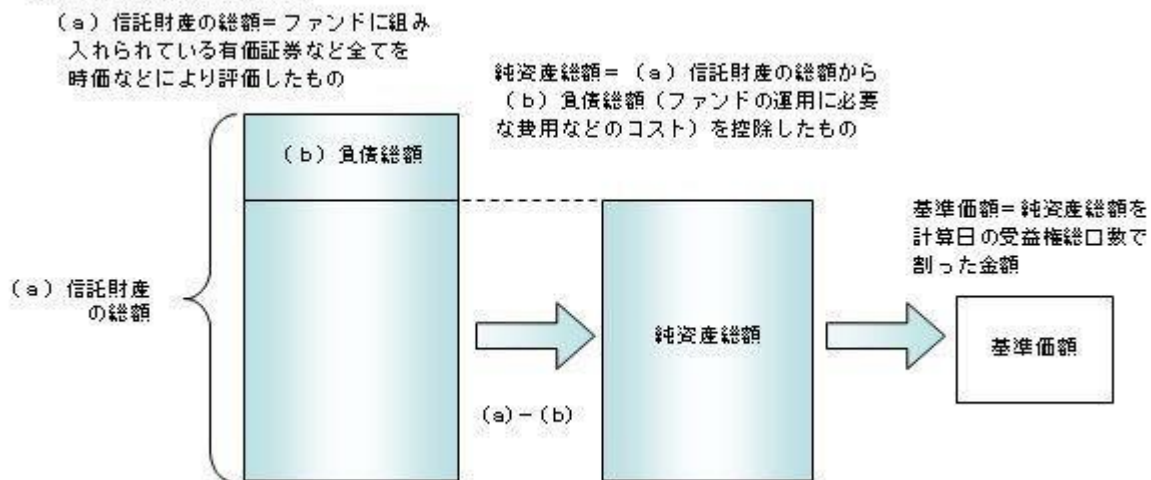 （a）信託財産の総額＝ファンドに組み
入れられている有価証券など全てを
時価などにより評価したもの
純資産総額＝（a）信託財産の総額から
（b）負債総額（ファンドの運用に必要
な費用などのコスト）を控除したもの
（b）負債総額
基準価額＝純資産総額を
計算日の受益権総口数で
割った金額
（a）信託財産
の総額
純資産総額
基準価額
（a）－（b）